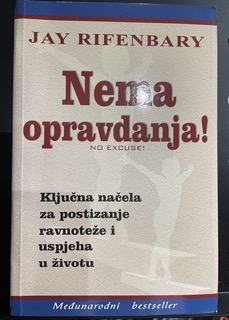 JAY RIFENBARY
Nema
opravdanja!
NO EXCUSE!
Ključna načela
za postizanje
ravnoteže i
uspjeha
u životu
Međunarodni bestseller